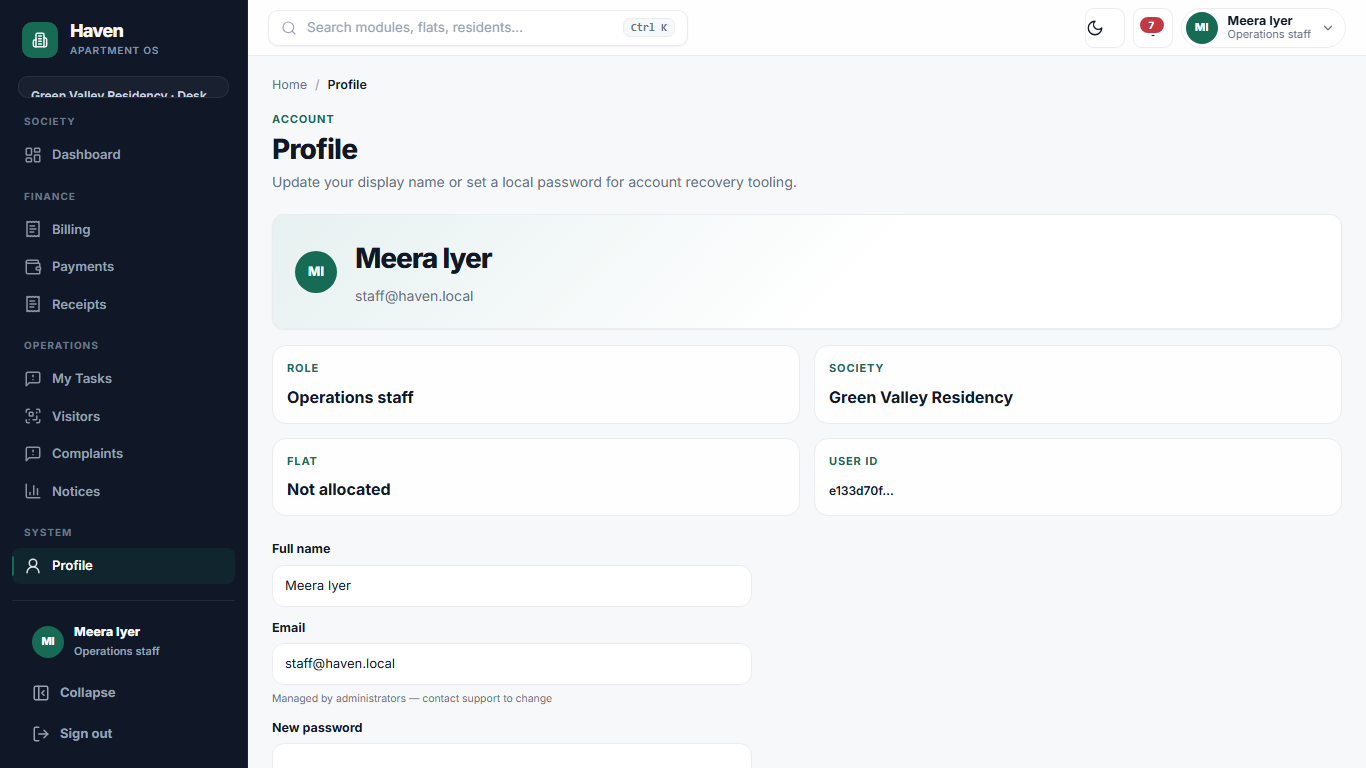 Haven
APARTMENT OS
Green Valley Residency · Desk
SOCIETY
Dashboard
FINANCE
Billing
Payments
Receipts
OPERATIONS
My Tasks
Visitors
Complaints
Notices
SYSTEM
Profile
MI
Meera Iyer
Operations staff
Collapse
Sign out
Search modules, flats, residents...
Ctrl K
7
MI
Meera Iyer
Operations staff
Home / Profile
ACCOUNT
Profile
Update your display name or set a local password for account recovery tooling.
MI
Meera Iyer
staff@haven.local
ROLE
Operations staff
SOCIETY
Green Valley Residency
FLAT
Not allocated
USER ID
e133d70f...
Full name
Meera Iyer
Email
staff@haven.local
Managed by administrators — contact support to change
New password